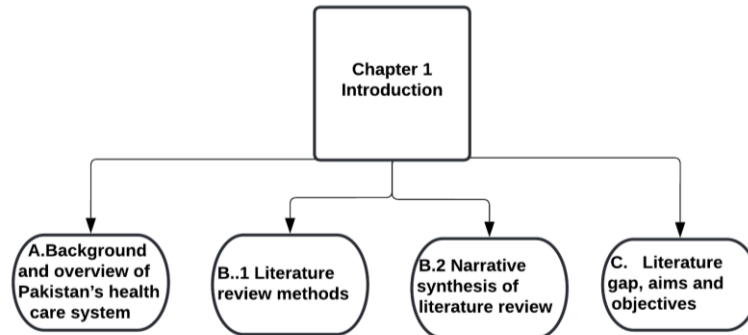 Chapter 1
Introduction
A.Background
and overview of
Pakistan's health
care system
B..1 Literature
review methods
B.2 Narrative
synthesis of
literature review
C. Literature
gap, aims and
objectives